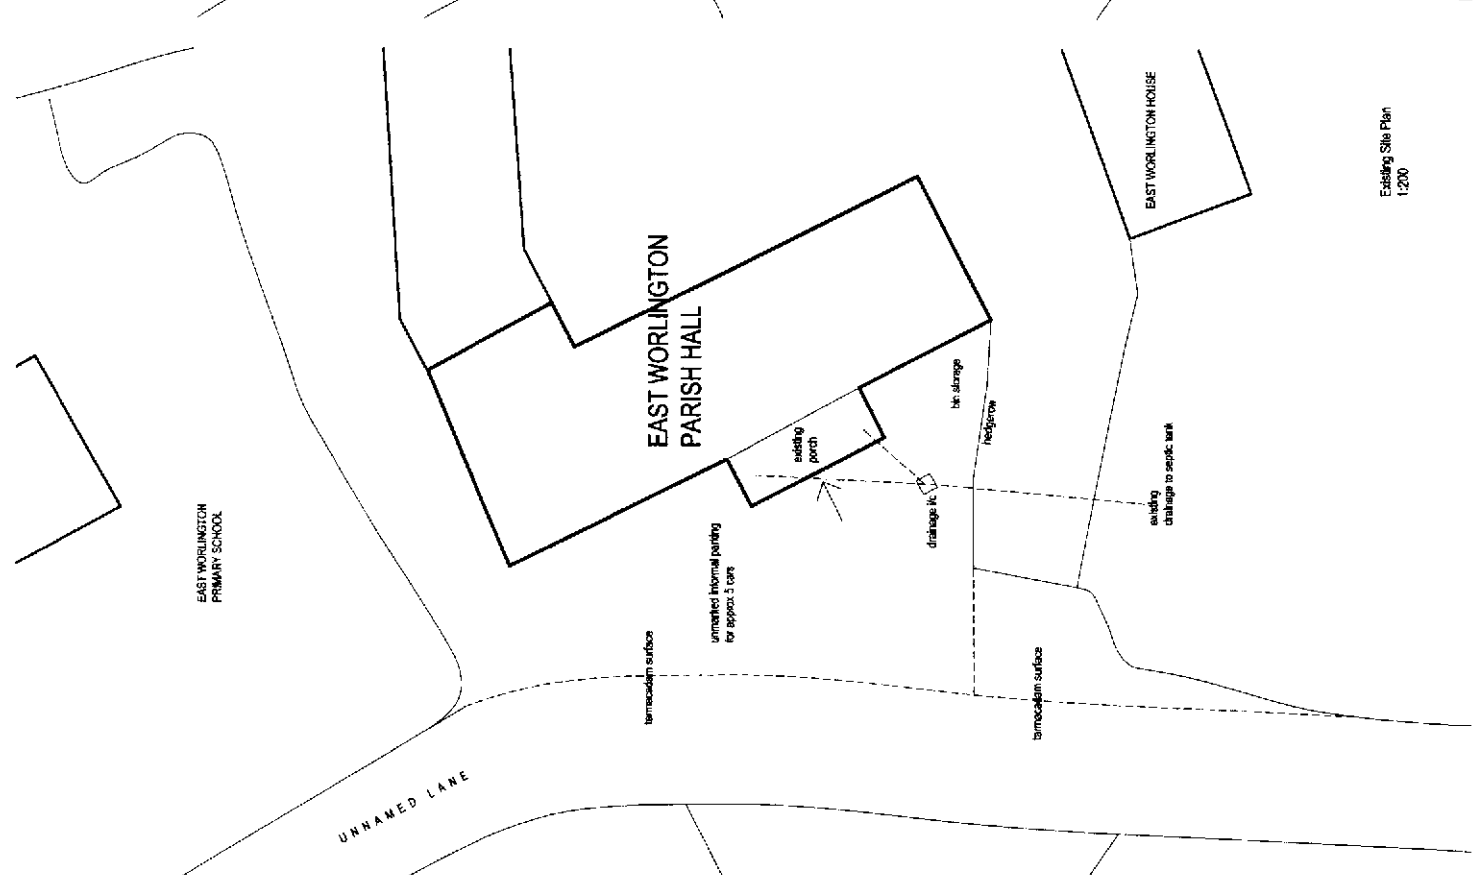 EAST WORLINGTON
PRIMARY SCHOOL
UNNAMED LANE
EAST WORLINGTON
PARISH HALL
tarmacadam surface
unmarked informal parking
for approx 5 cars
existing
porch
drainage i/c
bin storage
hedgerow
tarmacadam surface
EAST WORLINGTON HOUSE
existing
drainage to septic tank
Existing Site Plan
1:200